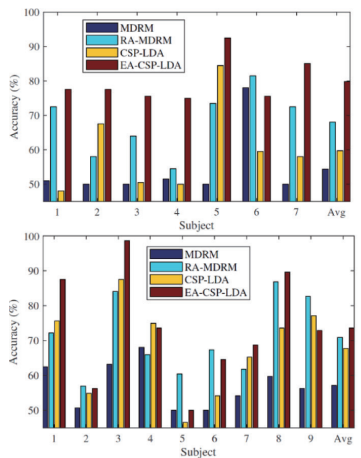 100
90
80
70
60
50
Accuracy (%)
MDRM
RA-MDRM
CSP-LDA
EA-CSP-LDA
1 2 3 4 5 6 7 Avg
Subject
100
90
80
70
60
50
Accuracy (%)
MDRM
RA-MDRM
CSP-LDA
EA-CSP-LDA
1 2 3 4 5 6 7 8 9 Avg
Subject